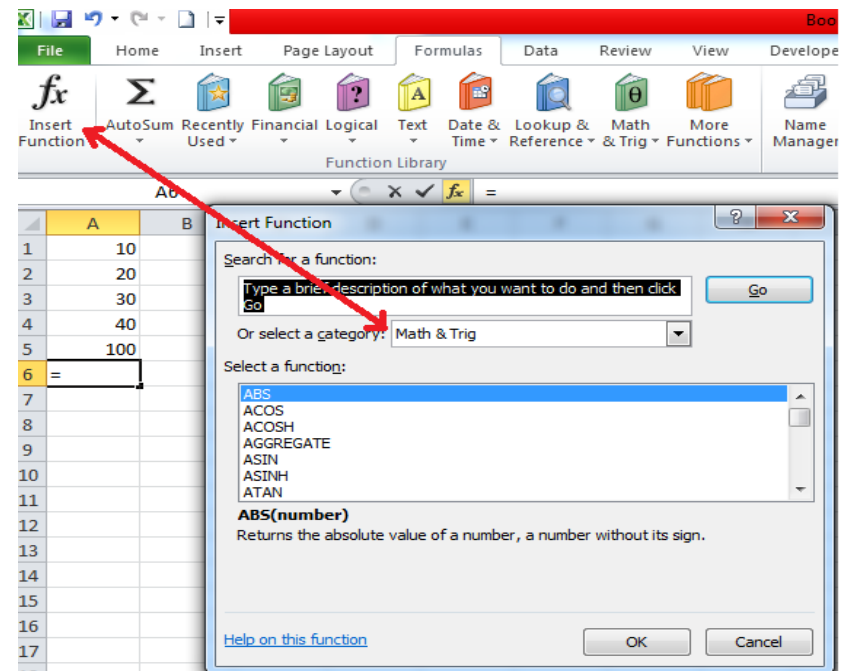 Boo
File Home Insert Page Layout Formulas Data Review View Develope
fx Σ ? A θ
Insert AutoSum Recently Financial Logical Text Date & Lookup & Math More Name
Function Used Time Reference & Trig Functions Manager
Function Library
A6 fx =
A B
Insert Function
Search for a function:
Type a brief description of what you want to do and then click
Go
Go
Or select a category: Math & Trig
Select a function:
ABS
ACOS
ACOSH
AGGREGATE
ASIN
ASINH
ATAN
ABS(number)
Returns the absolute value of a number, a number without its sign.
Help on this function OK Cancel
1 10
2 20
3 30
4 40
5 100
6 =
7
8
9
10
11
12
13
14
15
16
17